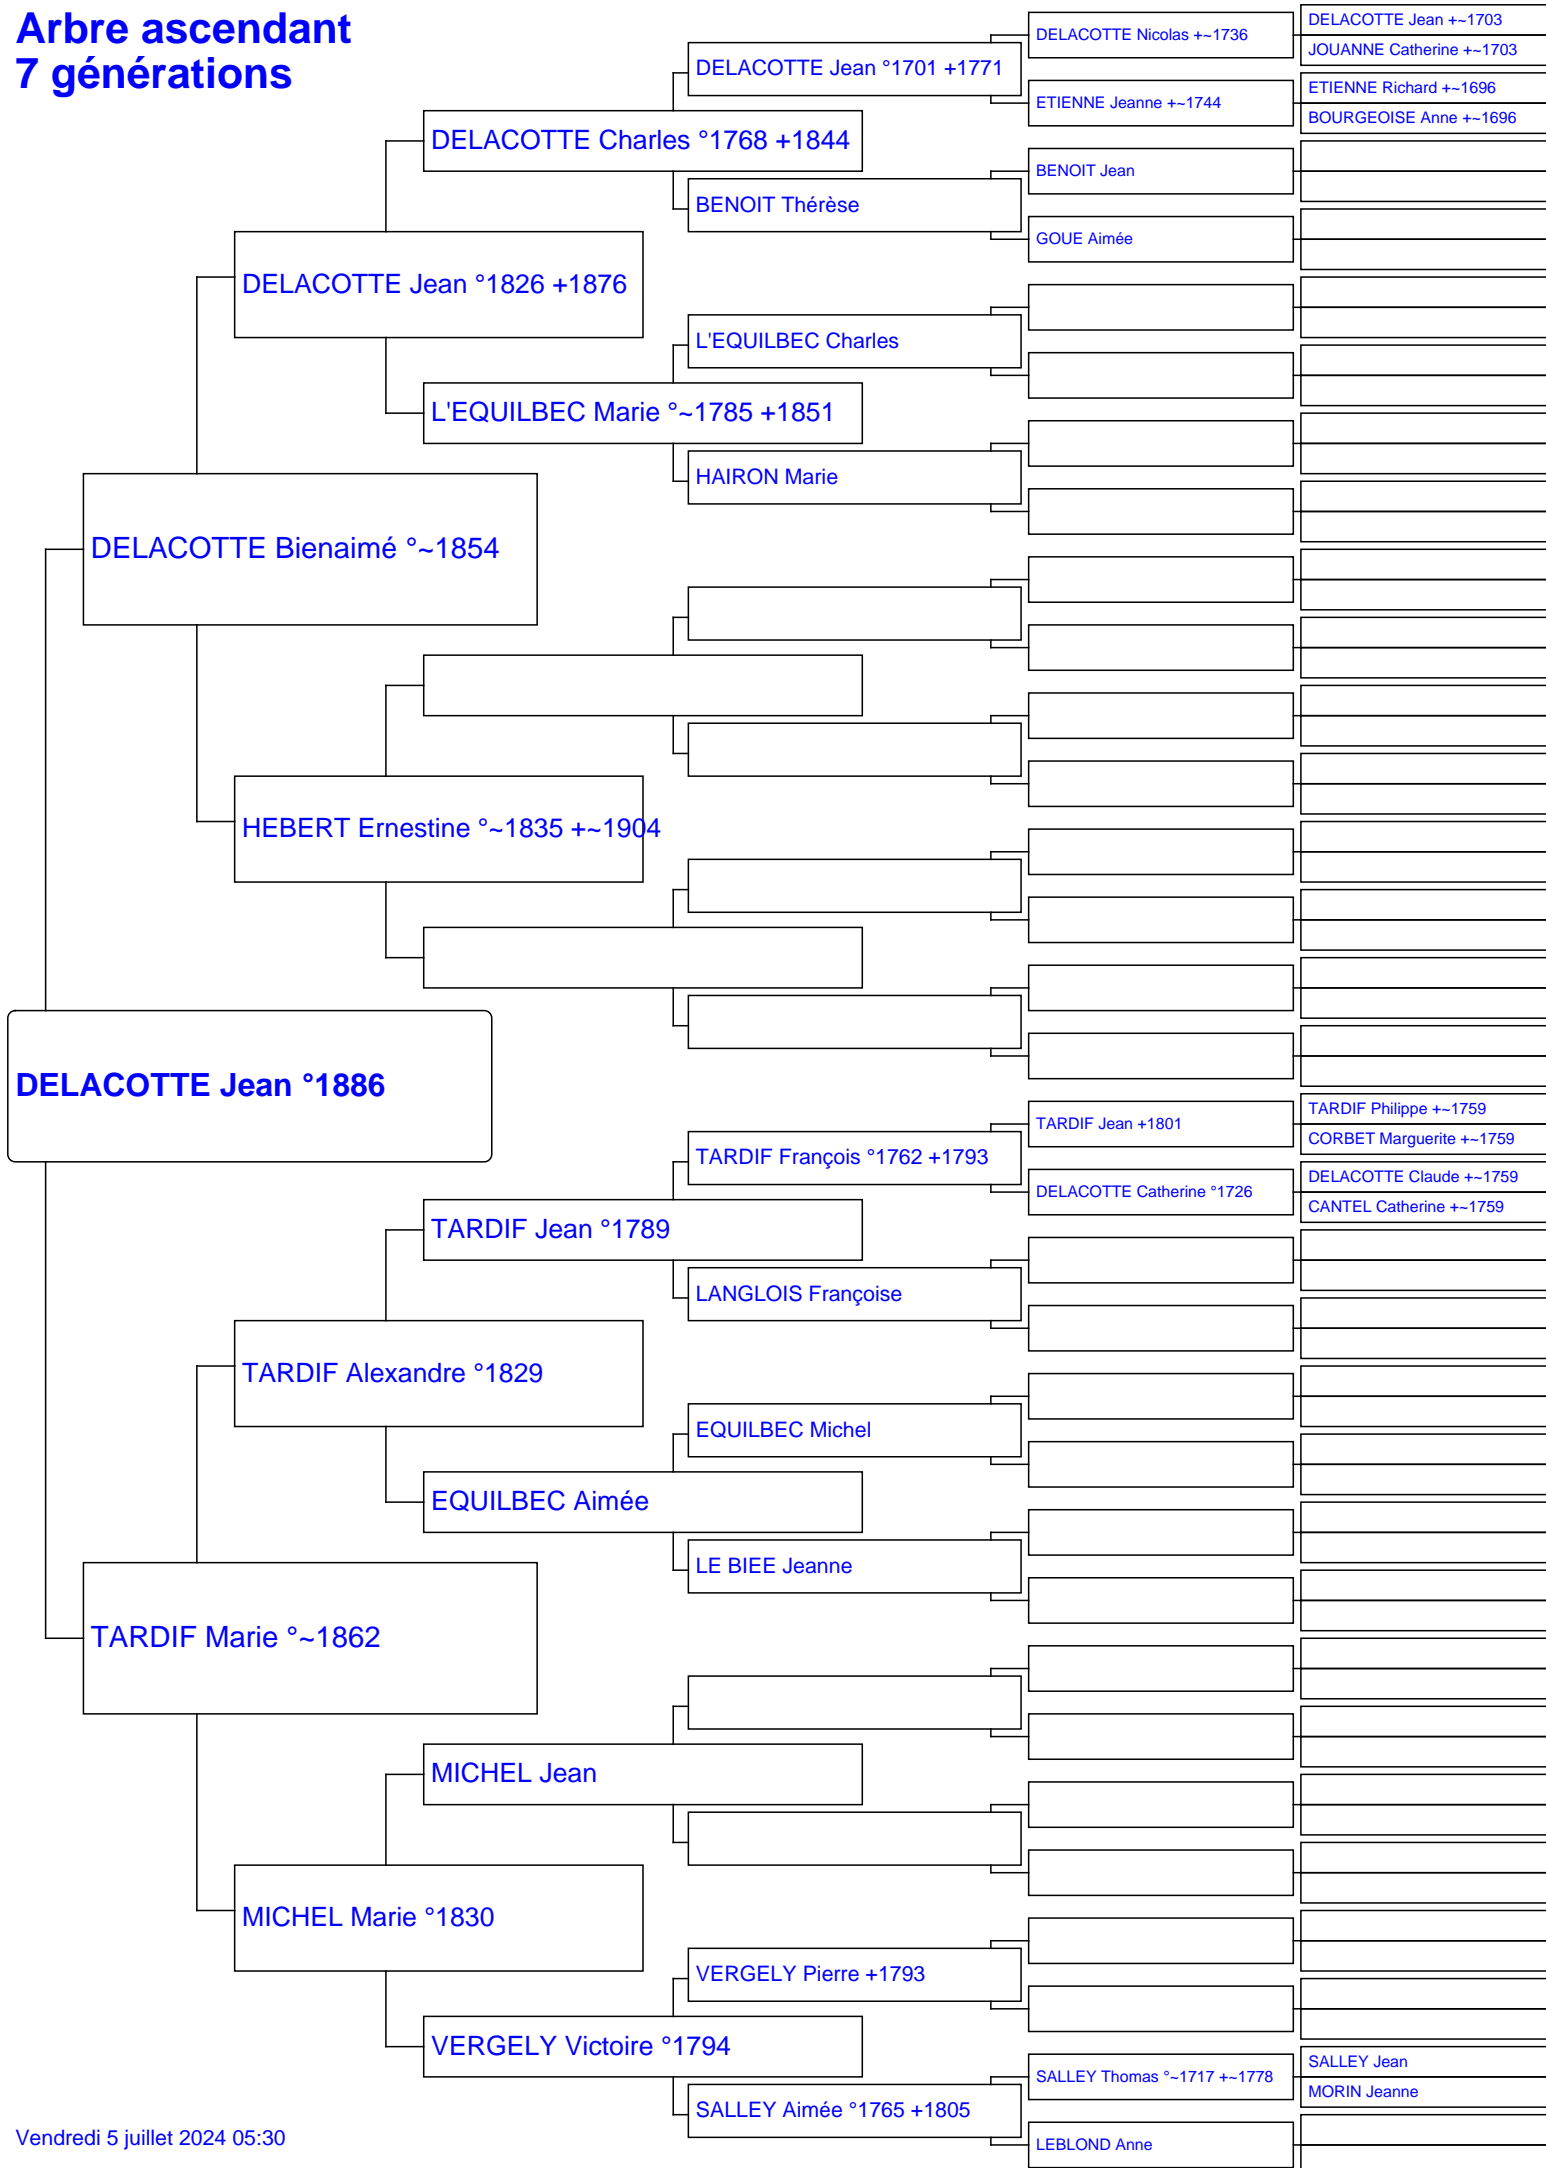 Arbre ascendant
7 générations
DELACOTTE Jean °1886
DELACOTTE Bienaimé °~1854
TARDIF Marie °~1862
DELACOTTE Jean °1826 +1876
HEBERT Ernestine °~1835 +~1904
TARDIF Alexandre °1829
MICHEL Marie °1830
DELACOTTE Charles °1768 +1844
L'EQUILBEC Marie °~1785 +1851
TARDIF Jean °1789
EQUILBEC Aimée
MICHEL Jean
VERGELY Victoire °1794
DELACOTTE Jean °1701 +1771
BENOIT Thérèse
L'EQUILBEC Charles
HAIRON Marie
TARDIF François °1762 +1793
LANGLOIS Françoise
EQUILBEC Michel
LE BIEE Jeanne
VERGELY Pierre +1793
SALLEY Aimée °1765 +1805
DELACOTTE Nicolas +~1736
ETIENNE Jeanne +~1744
BENOIT Jean
GOUE Aimée
TARDIF Jean +1801
DELACOTTE Catherine °1726
SALLEY Thomas °~1717 +~1778
LEBLOND Anne
DELACOTTE Jean +~1703
JOUANNE Catherine +~1703
ETIENNE Richard +~1696
BOURGEOISE Anne +~1696
TARDIF Philippe +~1759
CORBET Marguerite +~1759
DELACOTTE Claude +~1759
CANTEL Catherine +~1759
SALLEY Jean
MORIN Jeanne
Vendredi 5 juillet 2024 05:30